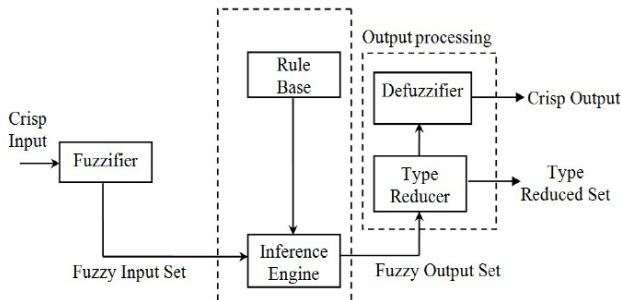 Output processing
Rule
Base
Defuzzifier
Crisp Output
Crisp
Input
Fuzzifier
Type
Reducer
Type
Reduced Set
Inference
Engine
Fuzzy Input Set
Fuzzy Output Set